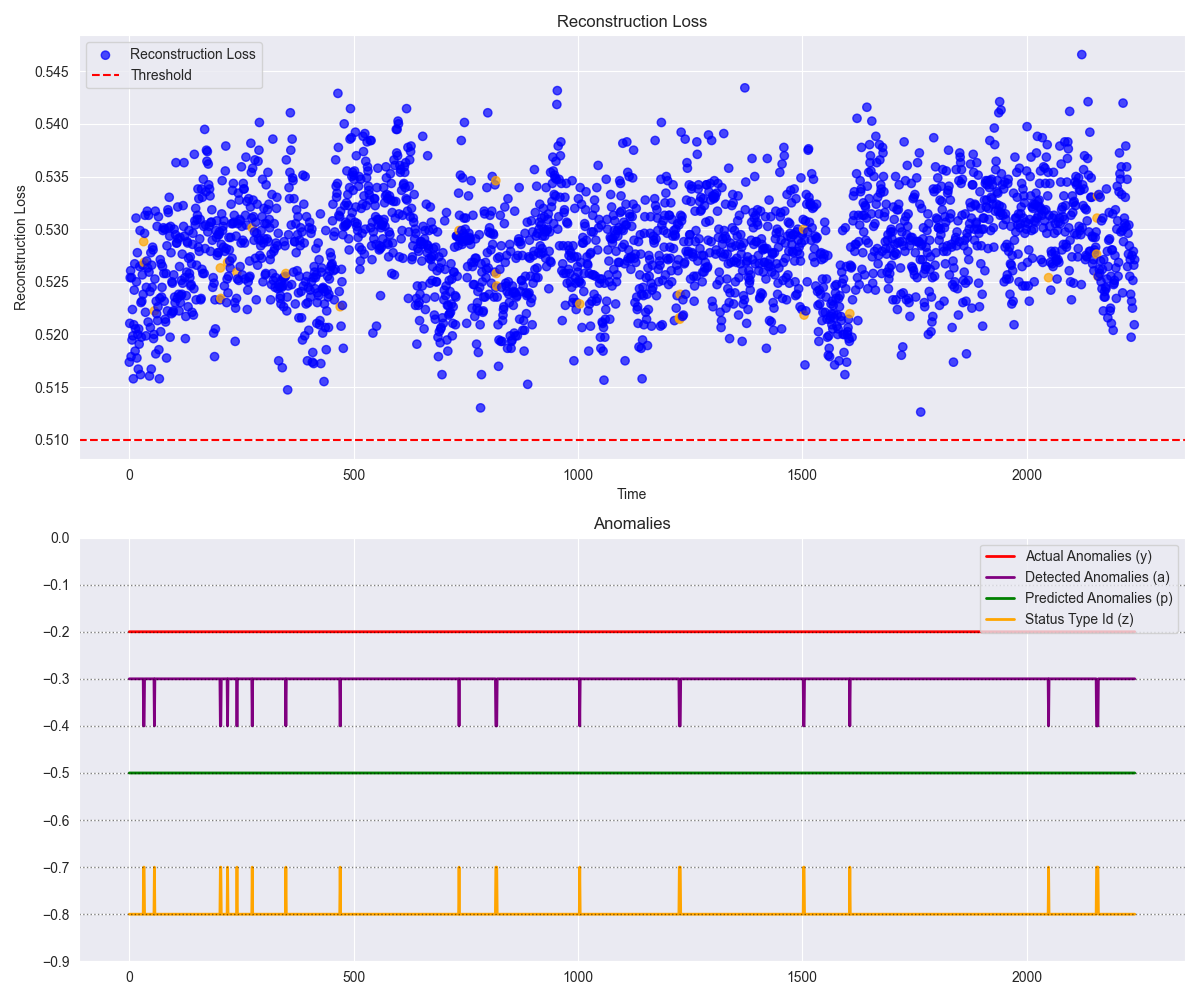 Reconstruction Loss
Reconstruction Loss
Threshold
Reconstruction Loss
0.545
0.540
0.535
0.530
0.525
0.520
0.515
0.510
0
500
1000
1500
2000
Time
Anomalies
Actual Anomalies (y)
Detected Anomalies (a)
Predicted Anomalies (p)
Status Type Id (z)
0.0
−0.1
−0.2
−0.3
−0.4
−0.5
−0.6
−0.7
−0.8
−0.9
0
500
1000
1500
2000